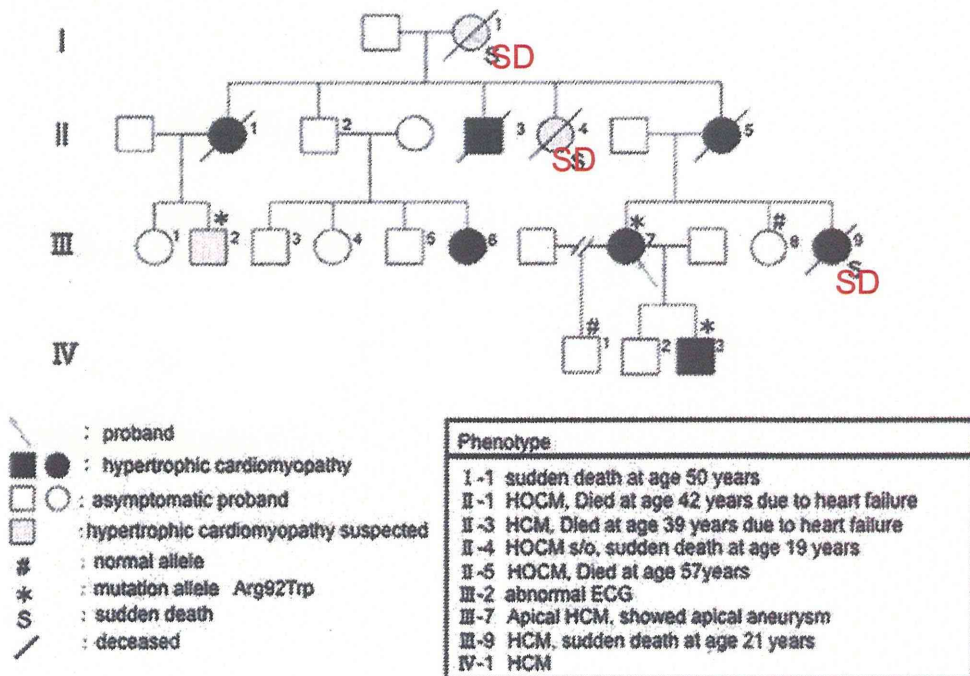 I
1
S
SD
II
1
2
3
4
5
S
SD
III
1
*
2
3
4
5
6
*
7
#
8
9
S
SD
IV
#
1
2
*
3
: proband
: hypertrophic cardiomyopathy
: asymptomatic proband
: hypertrophic cardiomyopathy suspected
# : normal allele
* : mutation allele Arg92Trp
S : sudden death
: deceased
Phenotype
I-1 sudden death at age 50 years
II-1 HOCM, Died at age 42 years due to heart failure
II-3 HCM, Died at age 39 years due to heart failure
II-4 HOCM s/o, sudden death at age 19 years
II-5 HOCM, Died at age 57years
III-2 abnormal ECG
III-7 Apical HCM, showed apical aneurysm
III-9 HCM, sudden death at age 21 years
IV-1 HCM